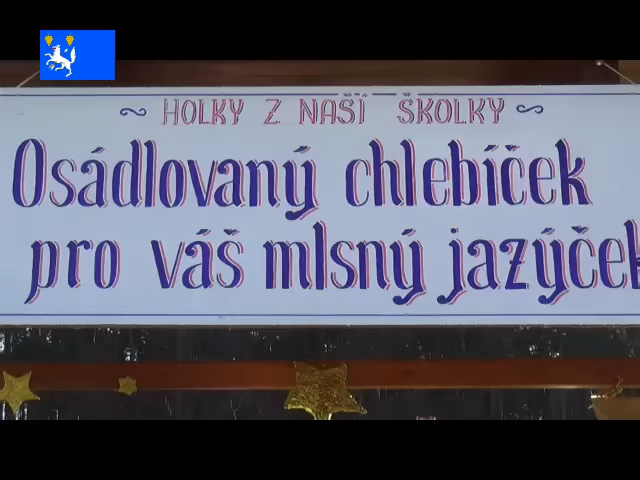 ~ HOLKY Z NAŠÍ ŠKOLKY ~
Osádlovaný chlebíček
pro váš mlsný jazýček